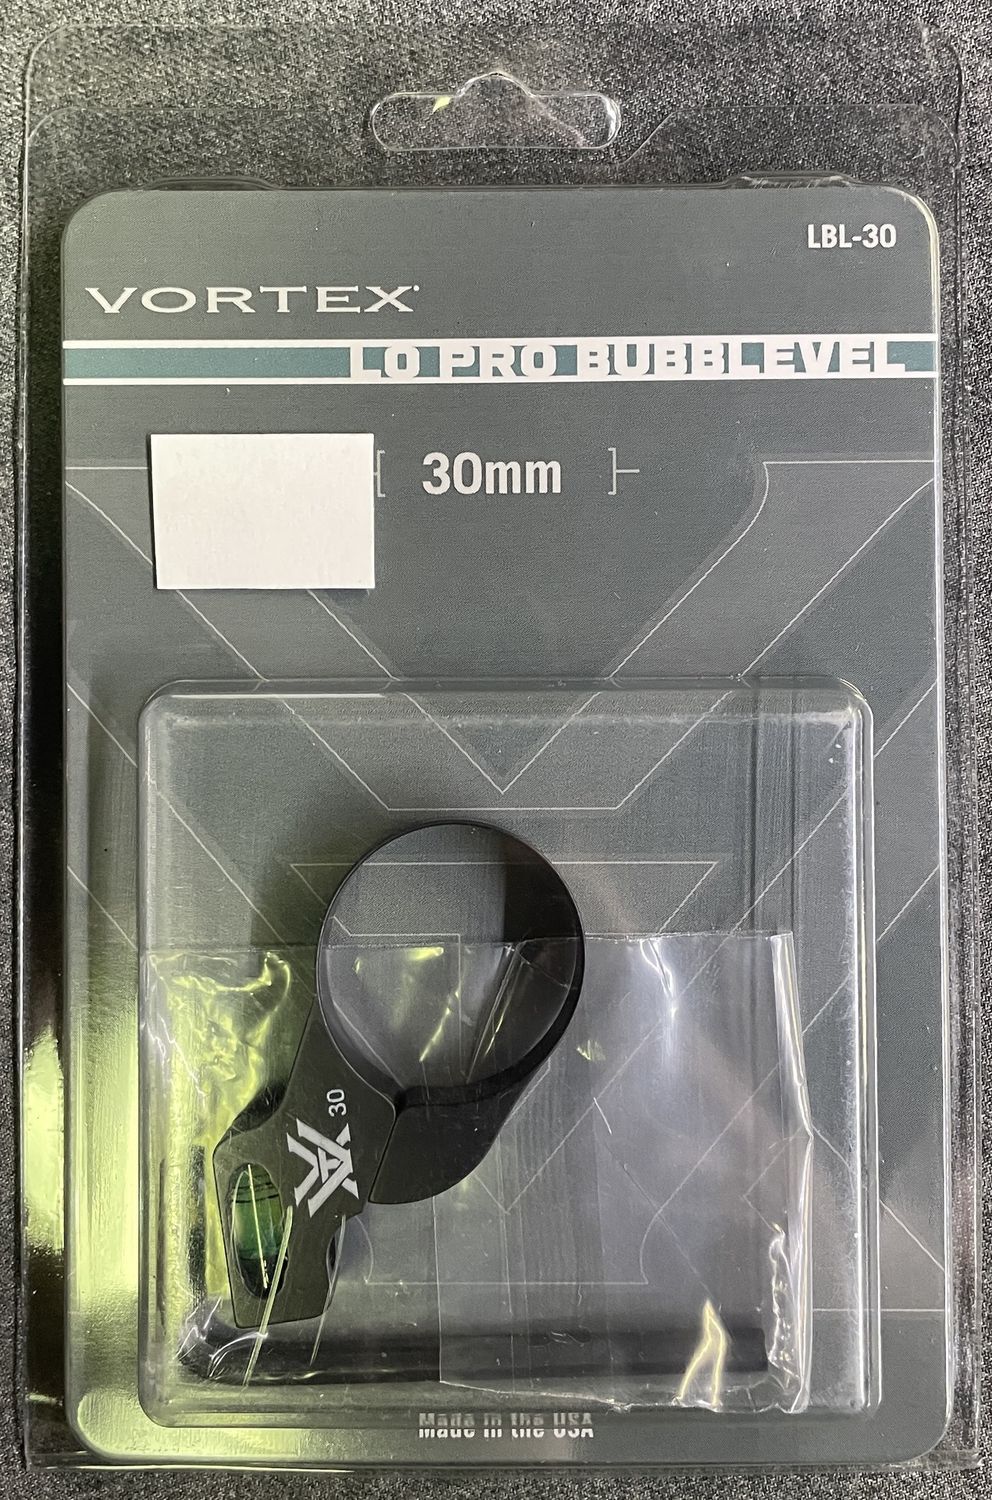 LBL-30
VORTEX
LO PRO BUBBLEVEL
30mm
30
Made in the USA